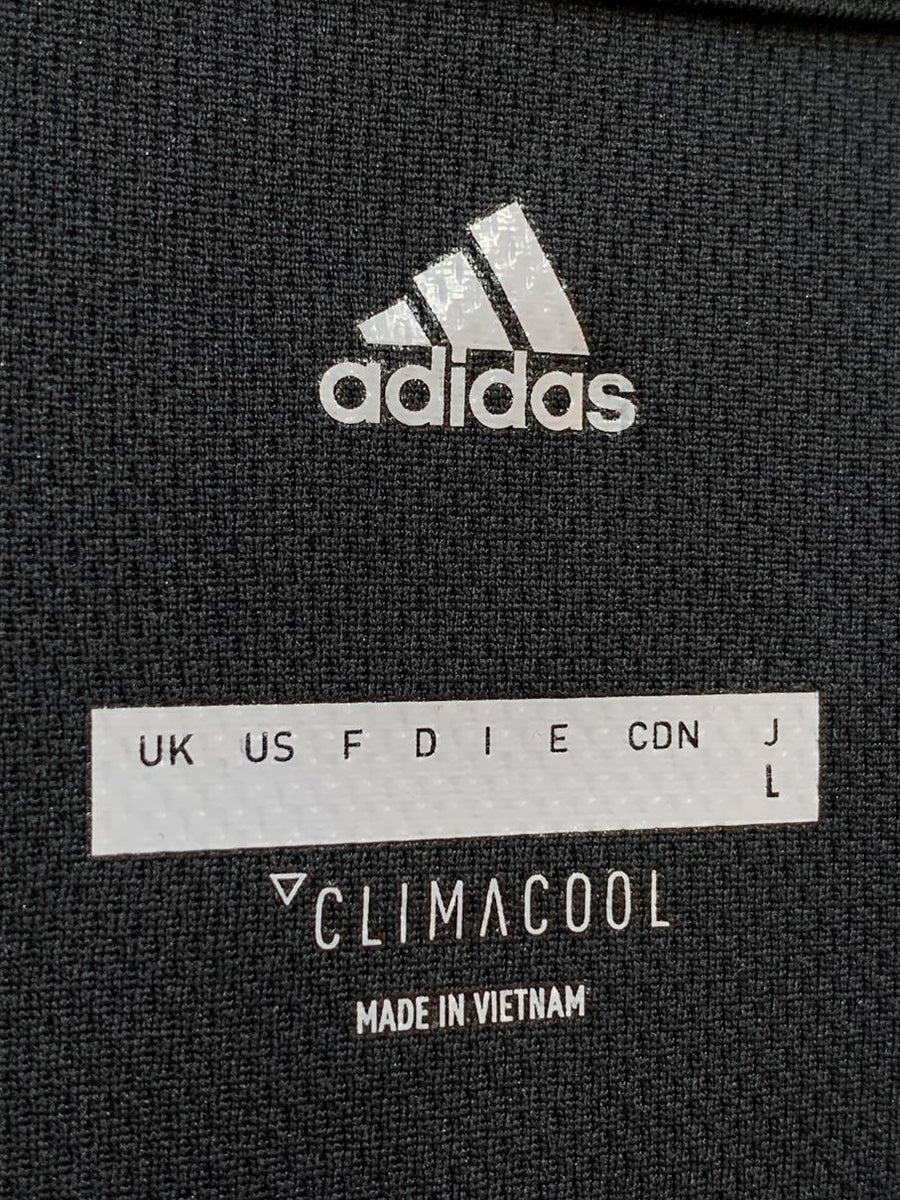 adidas
UK US F D I E CDN J
L
CLIMACOOL
MADE IN VIETNAM